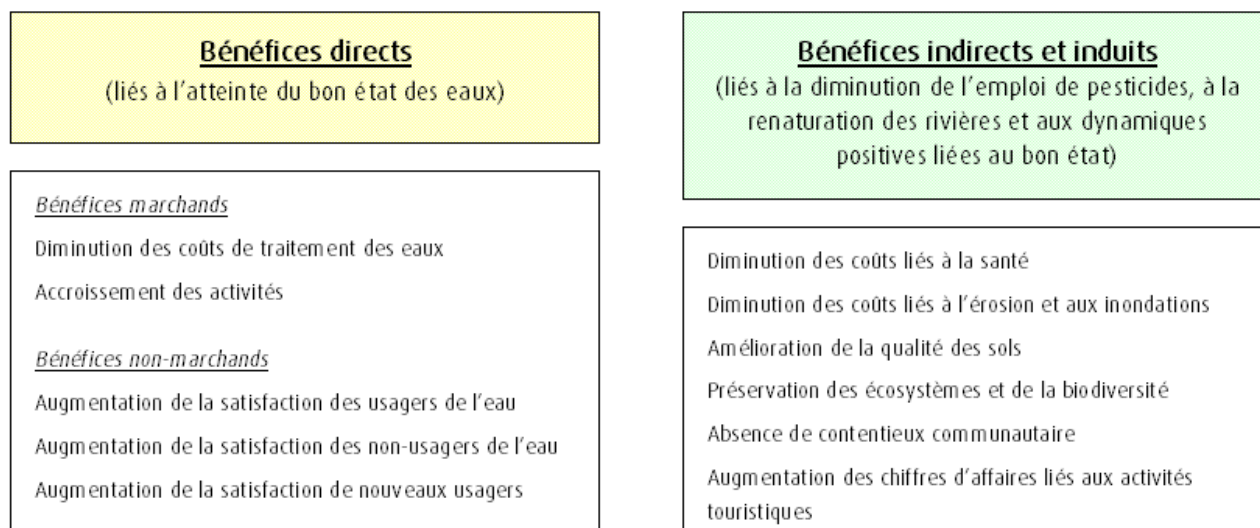 Bénéfices directs
(liés à l'atteinte du bon état des eaux)
Bénéfices marchands
Diminution des coûts de traitement des eaux
Accroissement des activités
Bénéfices non-marchands
Augmentation de la satisfaction des usagers de l'eau
Augmentation de la satisfaction des non-usagers de l'eau
Augmentation de la satisfaction de nouveaux usagers
Bénéfices indirects et induits
(liés à la diminution de l'emploi de pesticides, à la
renaturation des rivières et aux dynamiques
positives liées au bon état)
Diminution des coûts liés à la santé
Diminution des coûts liés à l'érosion et aux inondations
Amélioration de la qualité des sols
Préservation des écosystèmes et de la biodiversité
Absence de contentieux communautaire
Augmentation des chiffres d'affaires liés aux activités
touristiques